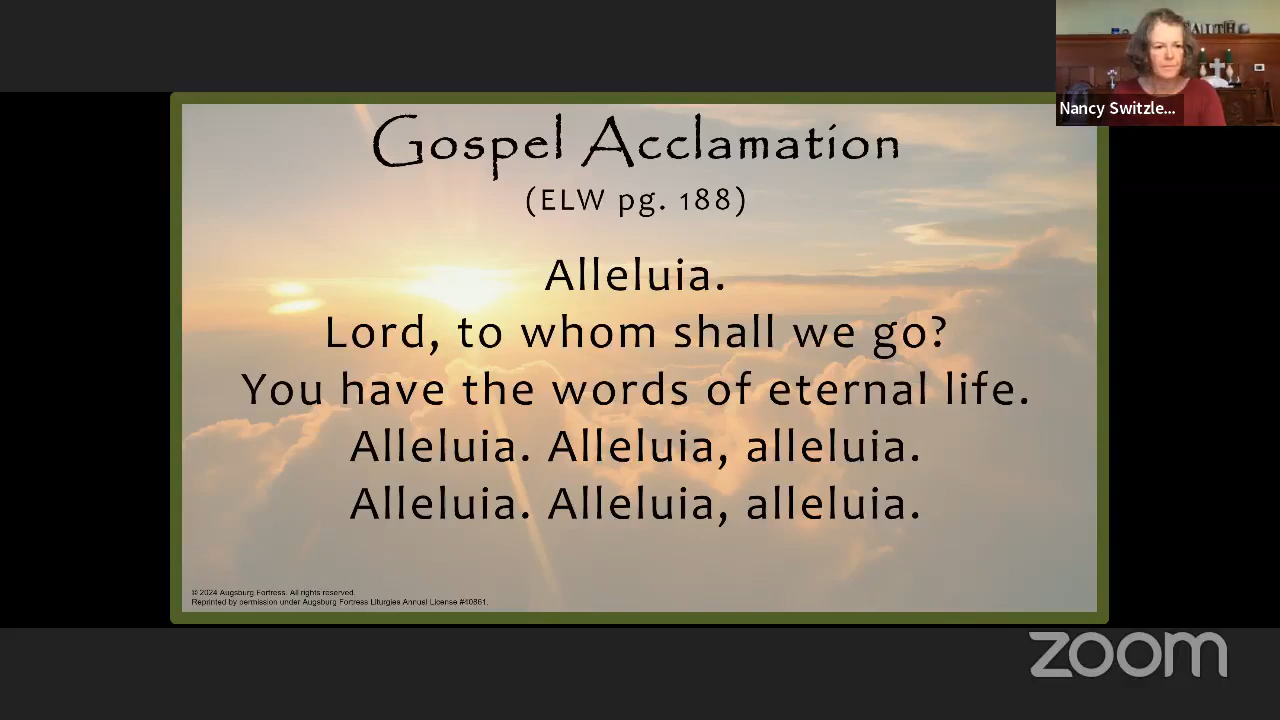 AITH
Nancy Switzle...
Gospel Acclamation
(ELW pg. 188)
Alleluia.
Lord, to whom shall we go?
You have the words of eternal life.
Alleluia. Alleluia, alleluia.
Alleluia. Alleluia, alleluia.
© 2024 Augsburg Fortress. All rights reserved.
Reprinted by permission under Augsburg Fortress Liturgies Annual License #40861.
zoom